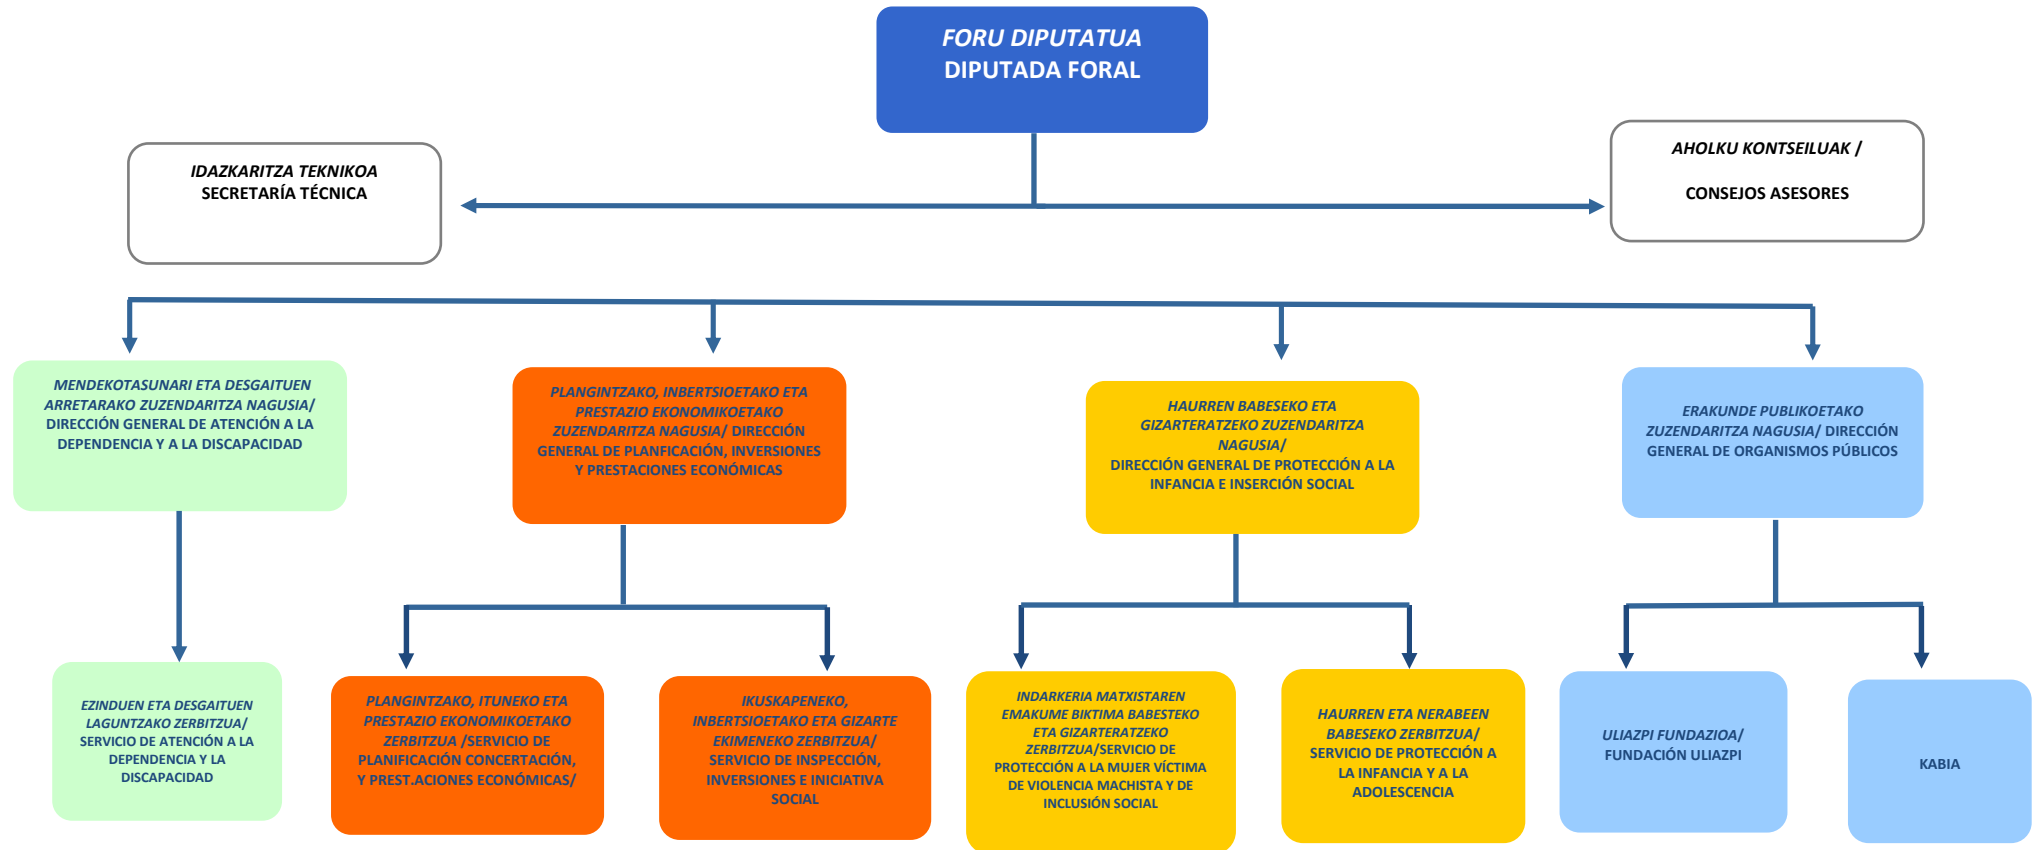 FORU DIPUTATUA
DIPUTADA FORAL
IDAZKARITZA TEKNIKOA
SECRETARÍA TÉCNICA
AHOLKU KONTSEILUAK /
CONSEJOS ASESORES
MENDEKOTASUNARI ETA DESGAITUEN
ARRETARAKO ZUZENDARITZA NAGUSIA/
DIRECCIÓN GENERAL DE ATENCIÓN A LA
DEPENDENCIA Y A LA DISCAPACIDAD
PLANGINTZAKO, INBERTSIOETAKO ETA
PRESTAZIO EKONOMIKOETAKO
ZUZENDARITZA NAGUSIA/ DIRECCIÓN
GENERAL DE PLANFICACIÓN, INVERSIONES
Y PRESTACIONES ECONÓMICAS
HAURREN BABESEKO ETA
GIZARTERATZEKO ZUZENDARITZA
NAGUSIA/
DIRECCIÓN GENERAL DE PROTECCIÓN A LA
INFANCIA E INSERCIÓN SOCIAL
ERAKUNDE PUBLIKOETAKO
ZUZENDARITZA NAGUSIA/ DIRECCIÓN
GENERAL DE ORGANISMOS PÚBLICOS
EZINDUEN ETA DESGAITUEN
LAGUNTZAKO ZERBITZUA/
SERVICIO DE ATENCIÓN A LA
DEPENDENCIA Y LA
DISCAPACIDAD
PLANGINTZAKO, ITUNEKO ETA
PRESTAZIO EKONOMIKOETAKO
ZERBITZUA /SERVICIO DE
PLANIFICACIÓN CONCERTACIÓN,
Y PREST.ACIONES ECONÓMICAS/
IKUSKAPENEKO,
INBERTSIOETAKO ETA GIZARTE
EKIMENEKO ZERBITZUA/
SERVICIO DE INSPECCIÓN,
INVERSIONES E INICIATIVA
SOCIAL
INDARKERIA MATXISTAREN
EMAKUME BIKTIMA BABESTEKO
ETA GIZARTERATZEKO
ZERBITZUA/SERVICIO DE
PROTECCIÓN A LA MUJER VÍCTIMA
DE VIOLENCIA MACHISTA Y DE
INCLUSIÓN SOCIAL
HAURREN ETA NERABEEN
BABESEKO ZERBITZUA/
SERVICIO DE PROTECCIÓN A
LA INFANCIA Y A LA
ADOLESCENCIA
ULIAZPI FUNDAZIOA/
FUNDACIÓN ULIAZPI
KABIA